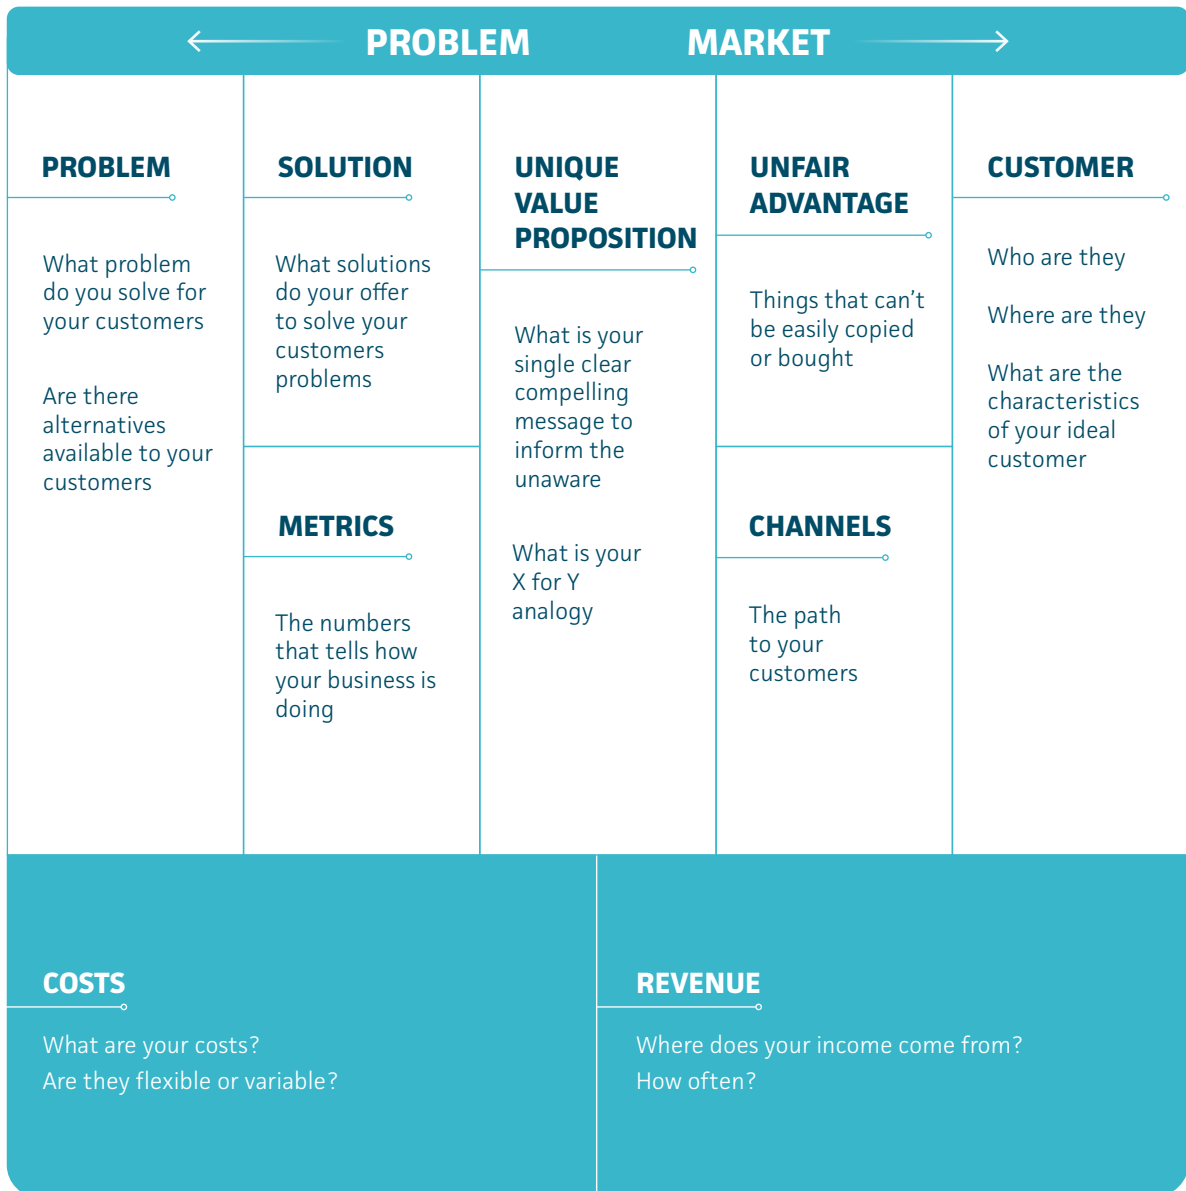 PROBLEM MARKET
PROBLEM
What problem
do you solve for
your customers
Are there
alternatives
available to your
customers
SOLUTION
What solutions
do your offer
to solve your
customers
problems
METRICS
The numbers
that tells how
your business is
doing
UNIQUE
VALUE
PROPOSITION
What is your
single clear
compelling
message to
inform the
unaware
What is your
X for Y
analogy
UNFAIR
ADVANTAGE
Things that can't
be easily copied
or bought
CHANNELS
The path
to your
customers
CUSTOMER
Who are they
Where are they
What are the
characteristics
of your ideal
customer
COSTS
What are your costs?
Are they flexible or variable?
REVENUE
Where does your income come from?
How often?